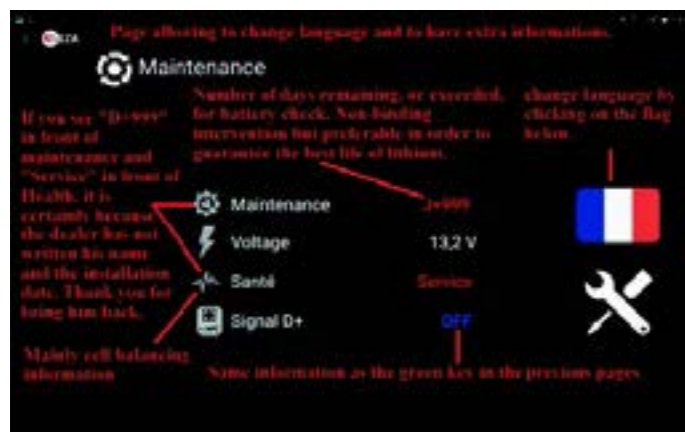 Page allowing to change language and to have extra informations.
Maintenance
Number of days remaining, or exceeded,
for battery check. Non-binding
intervention but preferable in order to
guarantee the best life of lithium.
change language by
clicking on the flag
below.
If you see "D+999"
in front of
maintenance and
"Service" in front of
Health, it is
certainly because
the dealer has not
written his name
and the installation
date. Thank you for
bring him back.
Maintenance J+999
Voltage 13,2 V
Santé Service
Signal D+ OFF
Mainly cell balancing
information
Same information as the green key in the previous pages